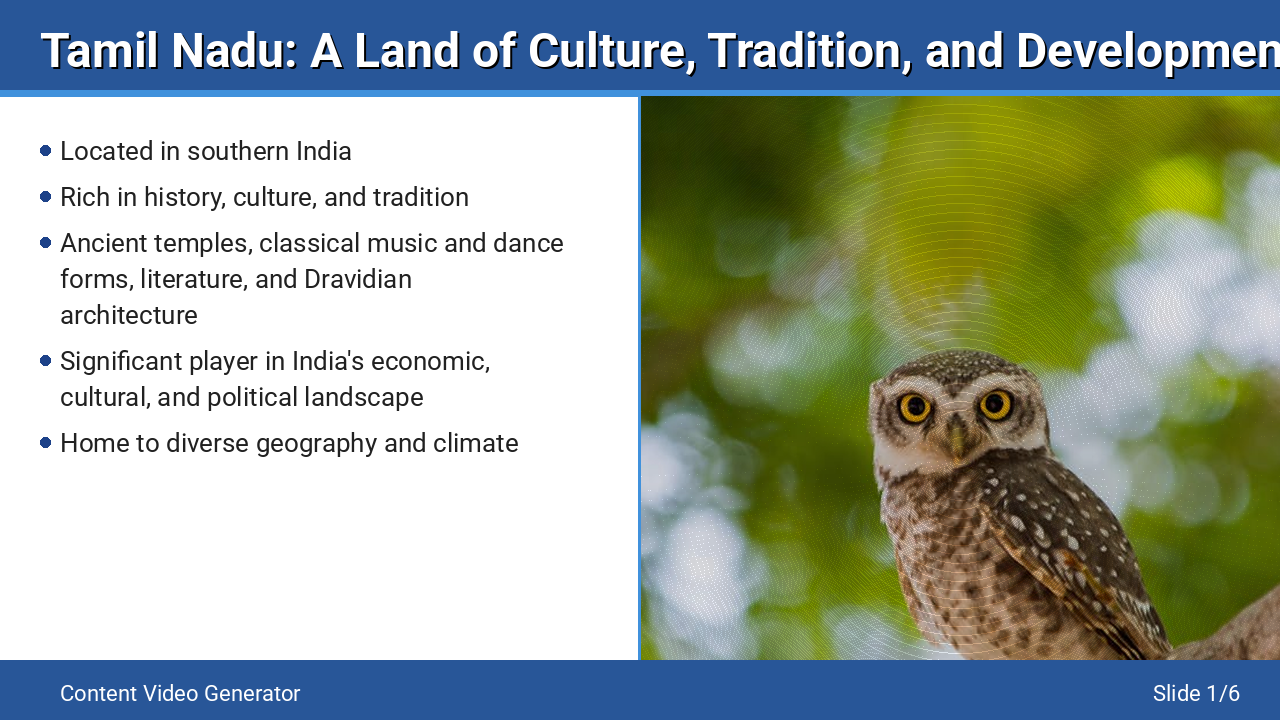 Tamil Nadu: A Land of Culture, Tradition, and Developmen
Located in southern India
Rich in history, culture, and tradition
Ancient temples, classical music and dance
forms, literature, and Dravidian
architecture
Significant player in India's economic,
cultural, and political landscape
Home to diverse geography and climate
Content Video Generator
Slide 1/6